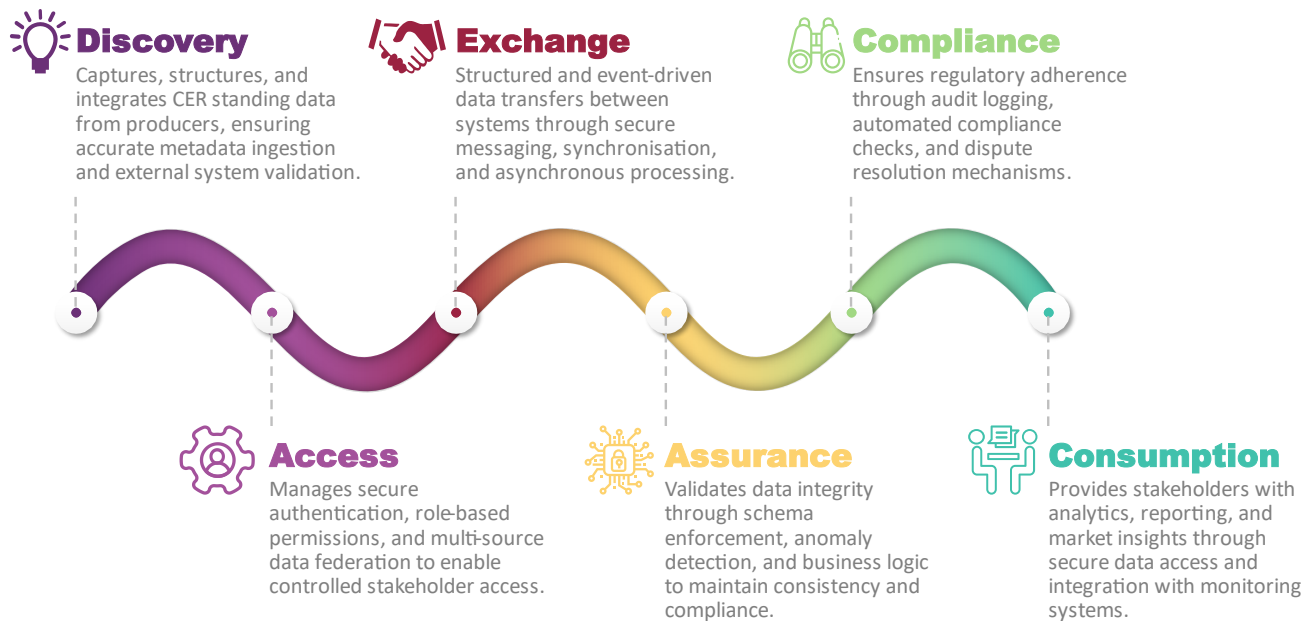 Discovery
Captures, structures, and
integrates CER standing data
from producers, ensuring
accurate metadata ingestion
and external system validation.
Exchange
Structured and event-driven
data transfers between
systems through secure
messaging, synchronisation,
and asynchronous processing.
Compliance
Ensures regulatory adherence
through audit logging,
automated compliance
checks, and dispute
resolution mechanisms.
Access
Manages secure
authentication, role-based
permissions, and multi-source
data federation to enable
controlled stakeholder access.
Assurance
Validates data integrity
through schema
enforcement, anomaly
detection, and business logic
to maintain consistency and
compliance.
Consumption
Provides stakeholders with
analytics, reporting, and
market insights through
secure data access and
integration with monitoring
systems.